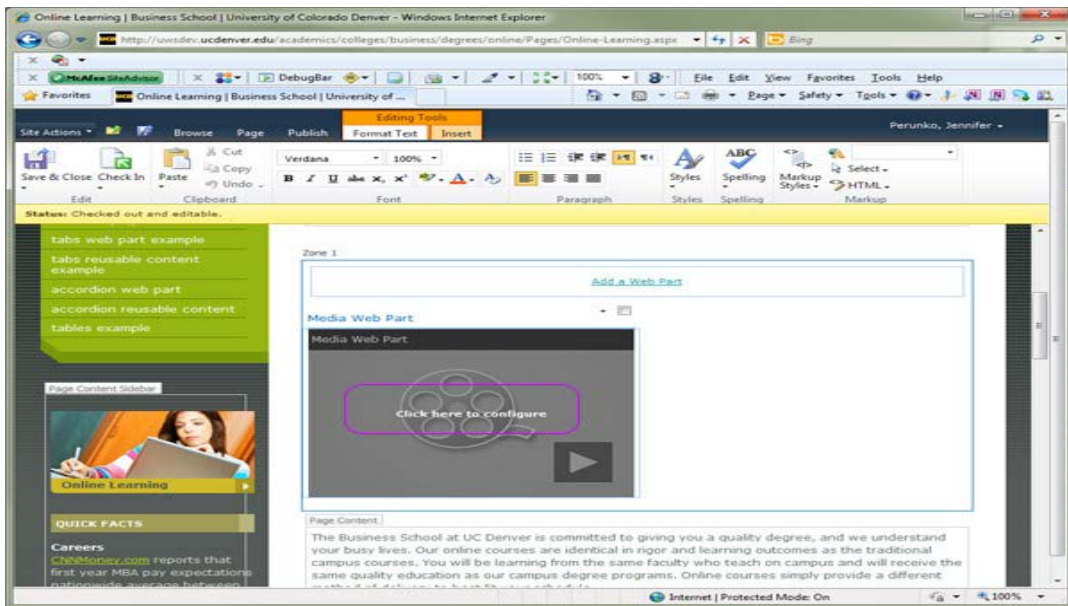 Online Learning | Business School | University of Colorado Denver - Windows Internet Explorer
http://uwsdev.ucdenver.edu/academics/colleges/business/degrees/online/Pages/Online-Learning.aspx
Bing
McAfee SiteAdvisor DebugBar 100% File Edit View Favorites Tools Help
Favorites Online Learning | Business School | University of ... Page Safety Tools
Editing Tools
Site Actions Browse Page Publish Format Text Insert Perunko, Jennifer
Save & Close Check In Paste Cut Copy Undo Verdana 100% B I U abc x, x' A Styles ABC Spelling Markup Styles Select HTML
Edit Clipboard Font Paragraph Styles Spelling Markup
Status: Checked out and editable.
tabs web part example
tabs reusable content
example
accordion web part
accordion reusable content
tables example
Page Content Sidebar
Online Learning
QUICK FACTS
Careers
CNNMoney.com reports that
first year MBA pay expectations
nationwide average between
Zone 1
Add a Web Part
Media Web Part
Media Web Part
Click here to configure
Page Content
The Business School at UC Denver is committed to giving you a quality degree, and we understand
your busy lives. Our online courses are identical in rigor and learning outcomes as the traditional
campus courses. You will be learning from the same faculty who teach on campus and will receive the
same quality education as our campus degree programs. Online courses simply provide a different
Internet | Protected Mode: On 100%